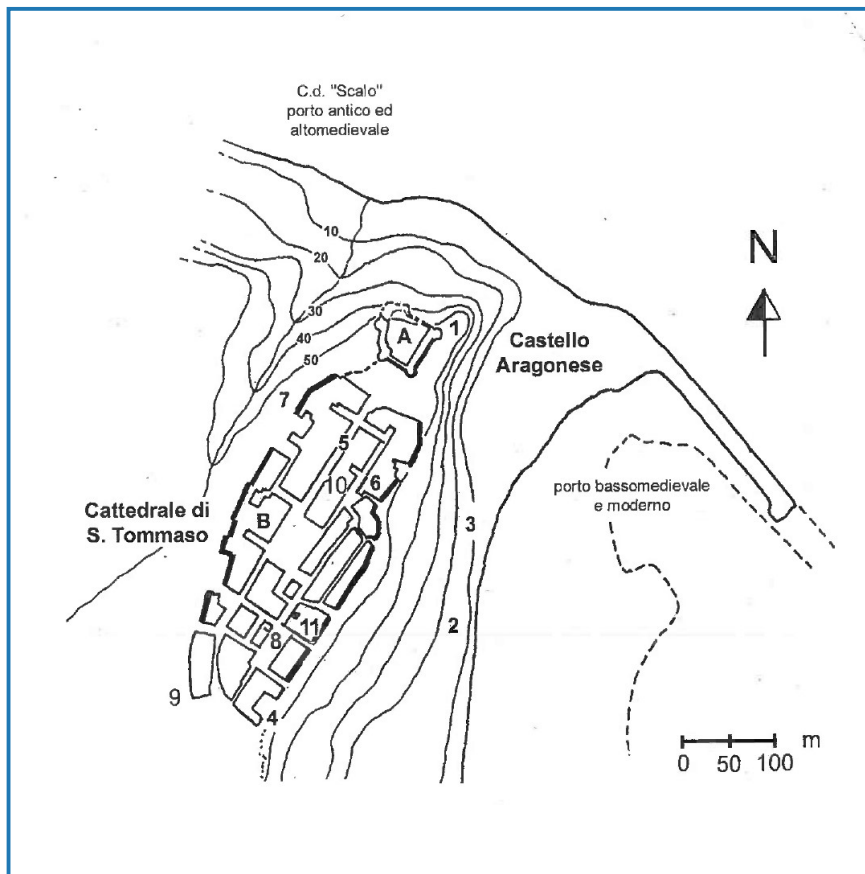 C.d. "Scalo"
porto antico ed
altomedievale
N
10
20
30
40
50
A
1
Castello
Aragonese
7
5
6
10
porto bassomedievale
e moderno
Cattedrale di
S. Tommaso
B
3
2
11
8
9
4
m
0 50 100